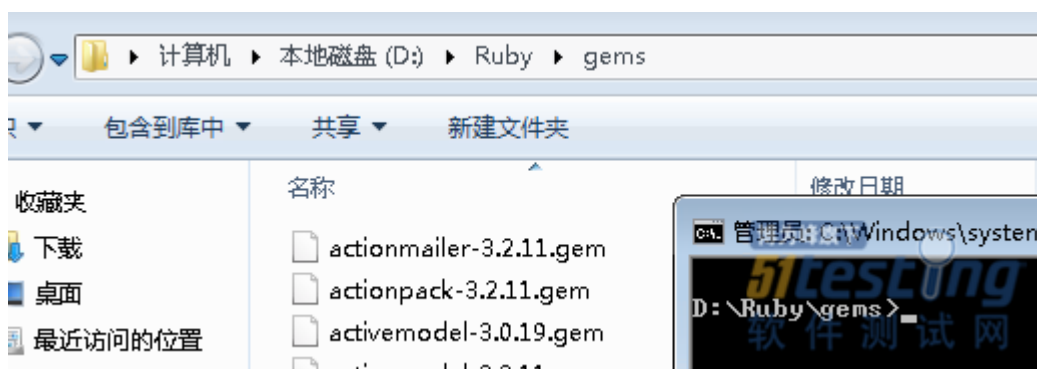 计算机 本地磁盘 (D:) Ruby gems
包含到库中 共享 新建文件夹
名称 修改日期
收藏夹
下载
桌面
最近访问的位置
actionmailer-3.2.11.gem
actionpack-3.2.11.gem
activemodel-3.0.19.gem
管理员: C:\Windows\system
D:\Ruby\gems>_
51testing
软件测试网